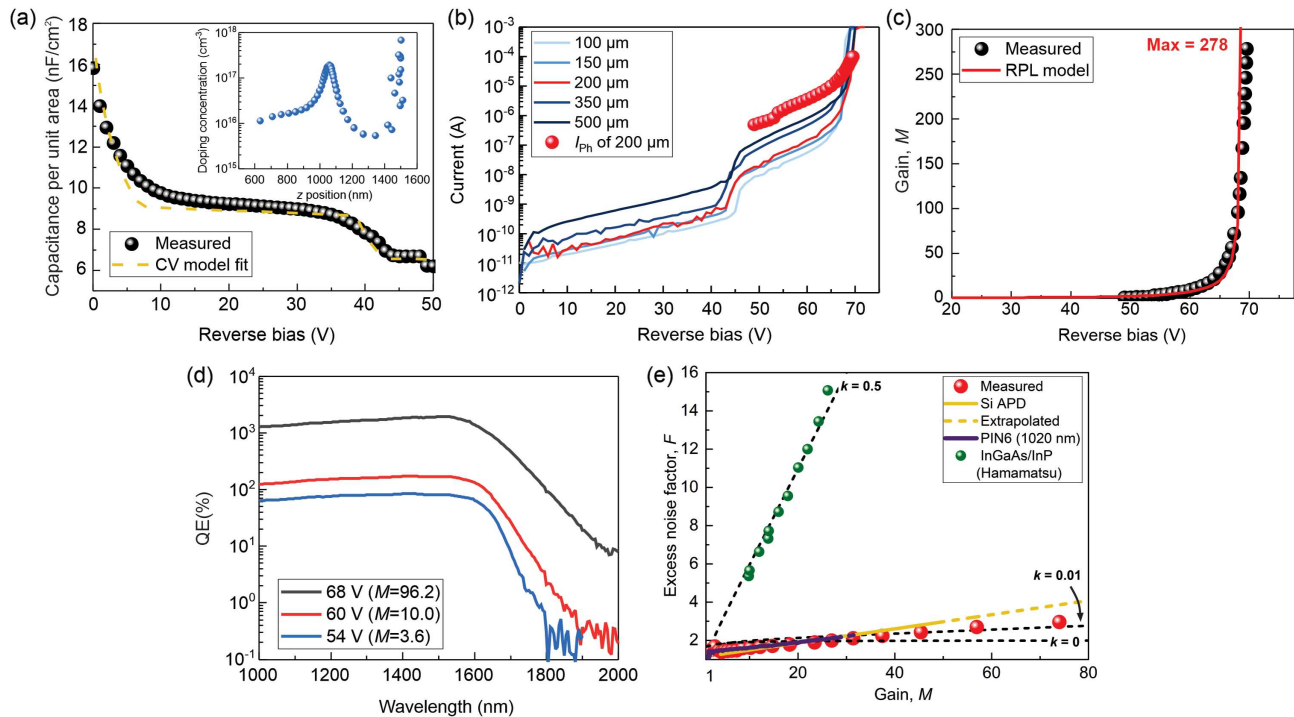 (a)
Capacitance per unit area (nF/cm²)
18
16
14
12
10
8
6
Doping concentration (cm⁻³)
10¹⁸
10¹⁷
10¹⁶
10¹⁵
600 800 1000 1200 1400 1600
z position (nm)
Measured
CV model fit
0 10 20 30 40 50
Reverse bias (V)
(b)
Current (A)
10⁻³
10⁻⁴
10⁻⁵
10⁻⁶
10⁻⁷
10⁻⁸
10⁻⁹
10⁻¹⁰
10⁻¹¹
10⁻¹²
100 µm
150 µm
200 µm
350 µm
500 µm
I_Ph of 200 µm
0 10 20 30 40 50 60 70
Reverse bias (V)
(c)
Gain, M
300
250
200
150
100
50
0
Measured
RPL model
Max = 278
20 30 40 50 60 70
Reverse bias (V)
(d)
QE(%)
10⁴
10³
10²
10¹
10⁰
10⁻¹
68 V (M=96.2)
60 V (M=10.0)
54 V (M=3.6)
1000 1200 1400 1600 1800 2000
Wavelength (nm)
(e)
Excess noise factor, F
16
14
12
10
8
6
4
2
k = 0.5
Measured
Si APD
Extrapolated
PIN6 (1020 nm)
InGaAs/InP
(Hamamatsu)
k = 0.01
k = 0
1 20 40 60 80
Gain, M